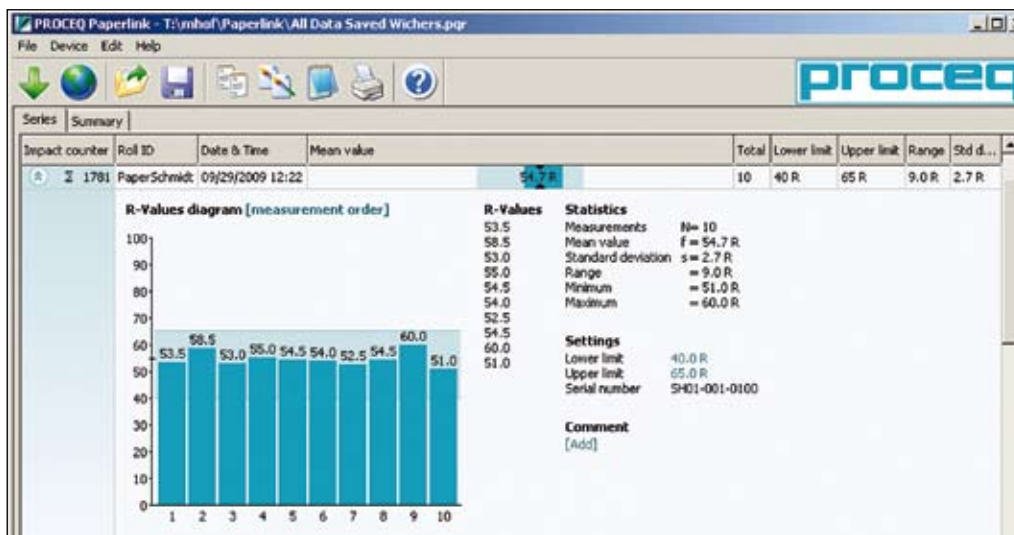 PROCEQ Paperlink - T:\mhof\Paperlink\All Data Saved Wichers.pqr
File Device Edit Help
proceq
Series Summary
Impact counter Roll ID Date & Time Mean value Total Lower limit Upper limit Range Std d...
Σ 1781 PaperSchmidt 09/29/2009 12:22 54.7 R 10 40 R 65 R 9.0 R 2.7 R
R-Values diagram [measurement order]
100
90
80
70
60
50
40
30
20
10
0
53.5 58.5 53.0 55.0 54.5 54.0 52.5 54.5 60.0 51.0
1 2 3 4 5 6 7 8 9 10
R-Values
53.5
58.5
53.0
55.0
54.5
54.0
52.5
54.5
60.0
51.0
Statistics
Measurements N= 10
Mean value f = 54.7 R
Standard deviation s = 2.7 R
Range = 9.0 R
Minimum = 51.0 R
Maximum = 60.0 R
Settings
Lower limit 40.0 R
Upper limit 65.0 R
Serial number SH01-001-0100
Comment
[Add]